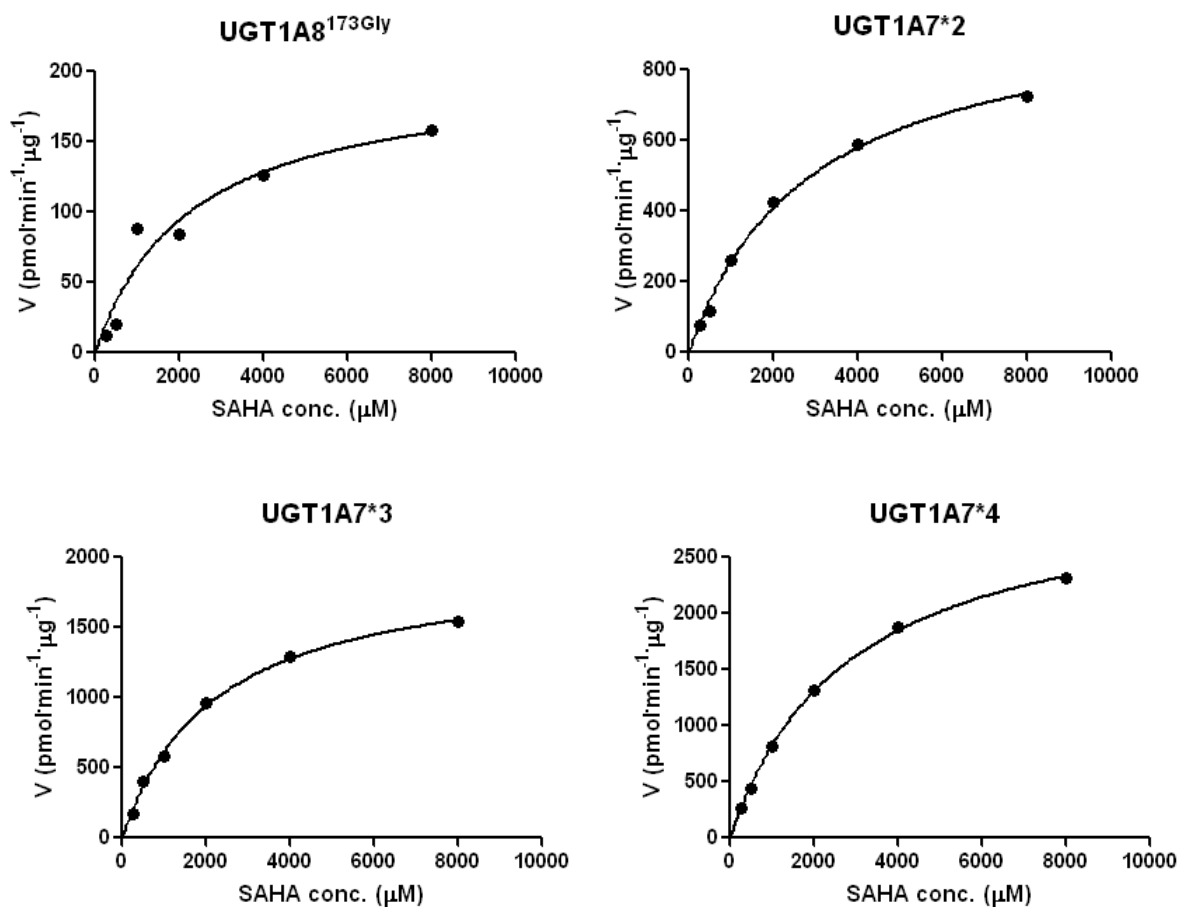 UGT1A8¹⁷³ᴳˡʸ
200
150
100
50
0
V (pmol·min⁻¹·µg⁻¹)
0 2000 4000 6000 8000 10000
SAHA conc. (µM)
UGT1A7*2
800
600
400
200
0
V (pmol·min⁻¹·µg⁻¹)
0 2000 4000 6000 8000 10000
SAHA conc. (µM)
UGT1A7*3
2000
1500
1000
500
0
V (pmol·min⁻¹·µg⁻¹)
0 2000 4000 6000 8000 10000
SAHA conc. (µM)
UGT1A7*4
2500
2000
1500
1000
500
0
V (pmol·min⁻¹·µg⁻¹)
0 2000 4000 6000 8000 10000
SAHA conc. (µM)